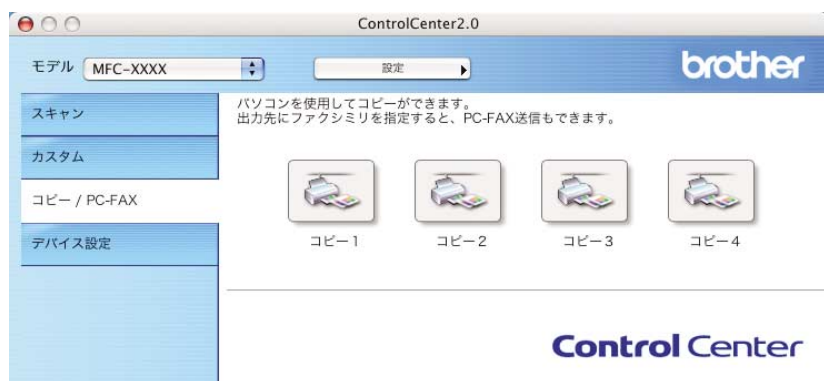 ControlCenter2.0
モデル MFC-XXXX 設定 brother
スキャン
カスタム
コピー / PC-FAX
デバイス設定
パソコンを使用してコピーができます。
出力先にファクシミリを指定すると、PC-FAX送信もできます。
コピー1 コピー2 コピー3 コピー4
Control Center